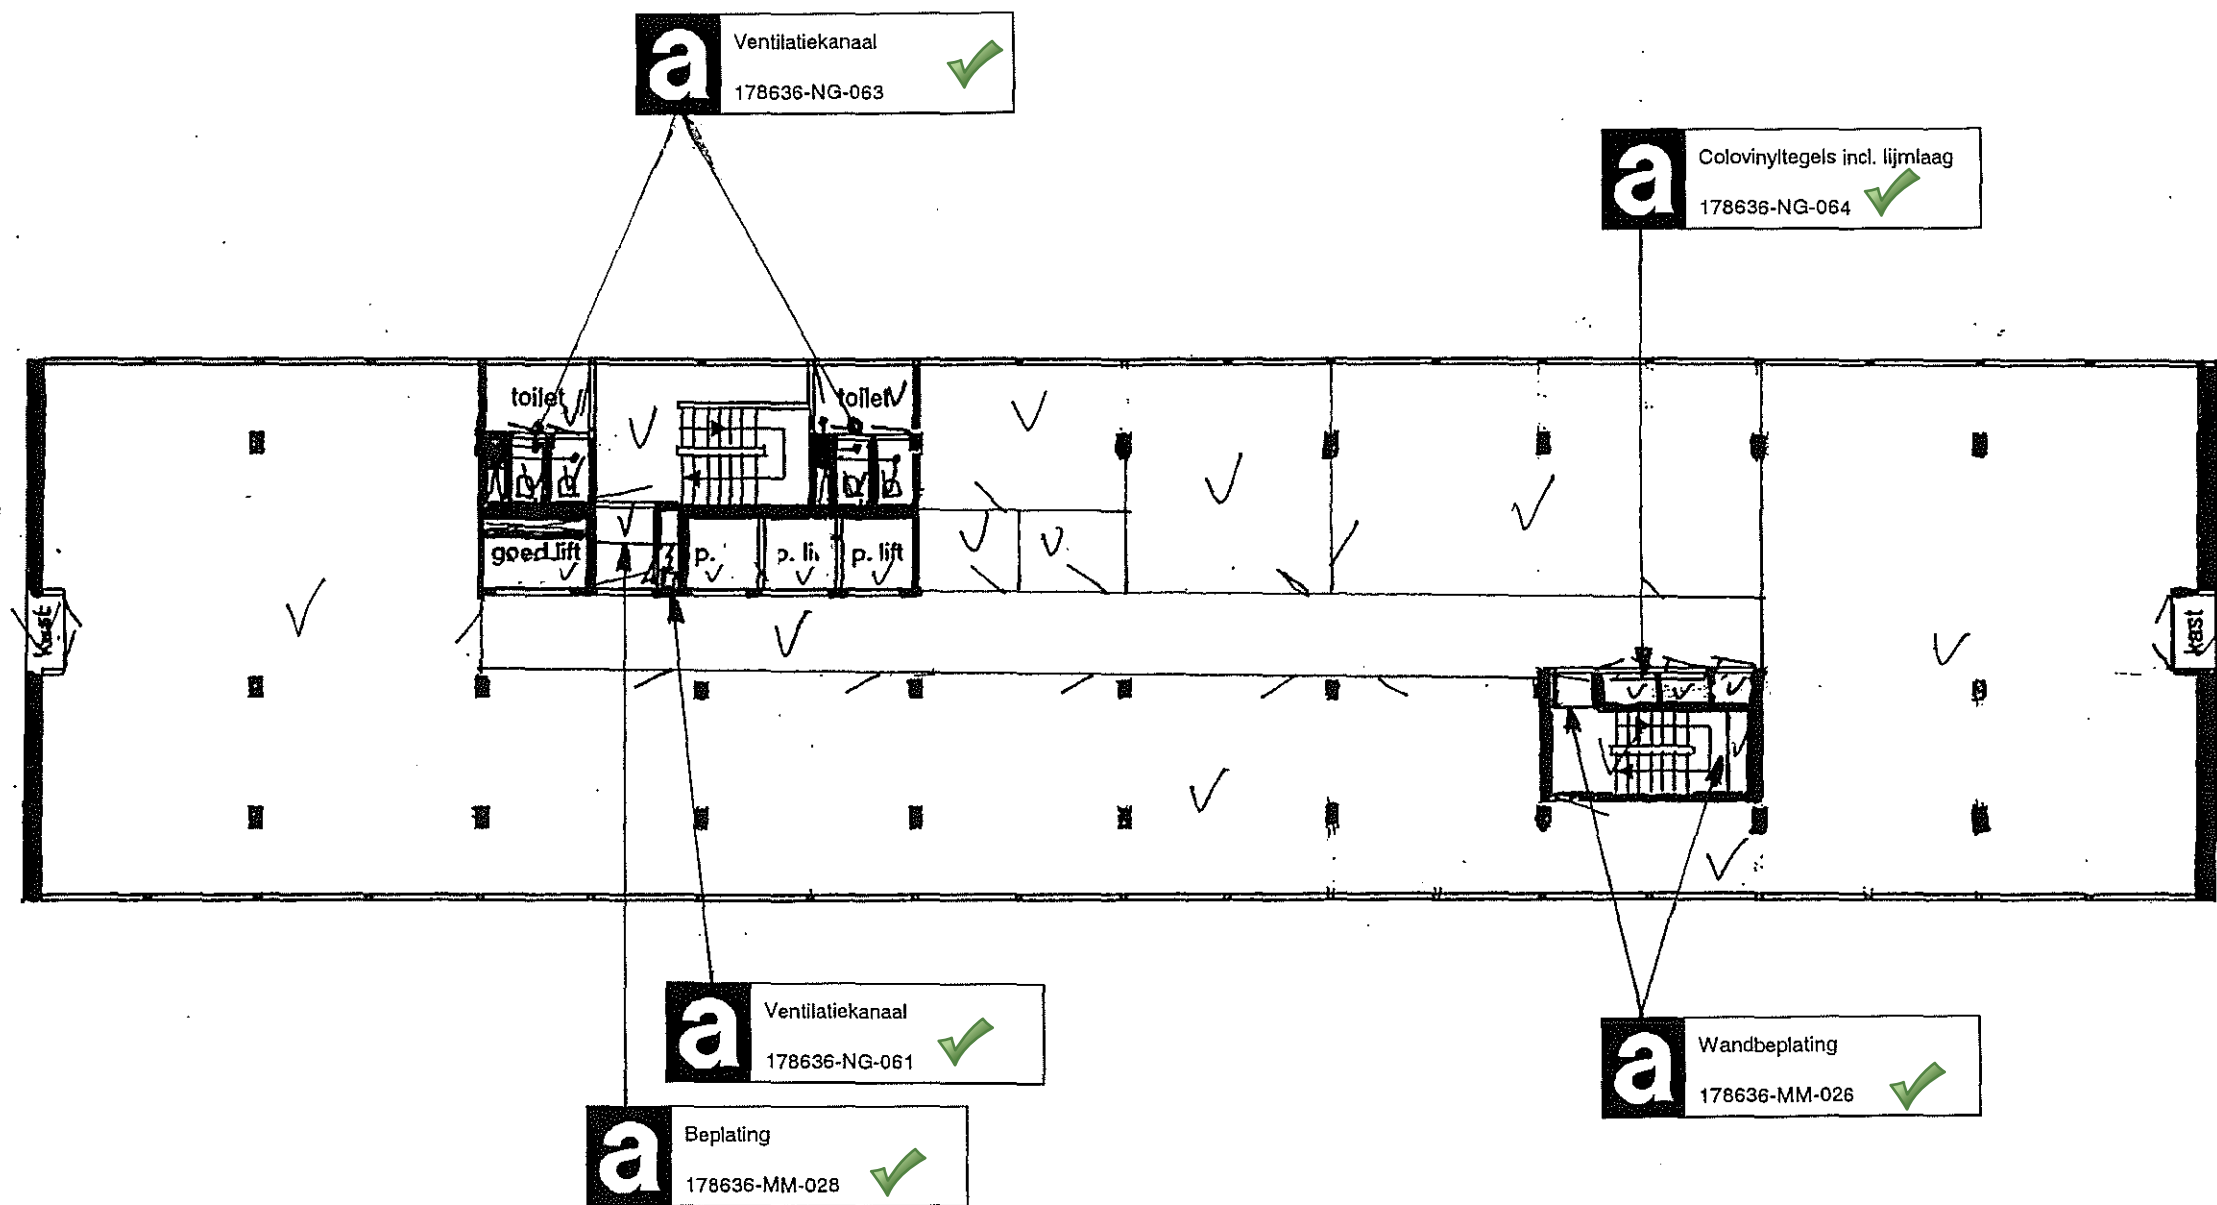 a
Ventilatiekanaal
178636-NG-063
a
Colovinyltegels incl. lijmlaag
178636-NG-064
toilet
toilet
goed.lift
p.
p. li
p. lift
kast
kast
a
Ventilatiekanaal
178636-NG-061
a
Wandbeplating
178636-MM-026
a
Beplating
178636-MM-028